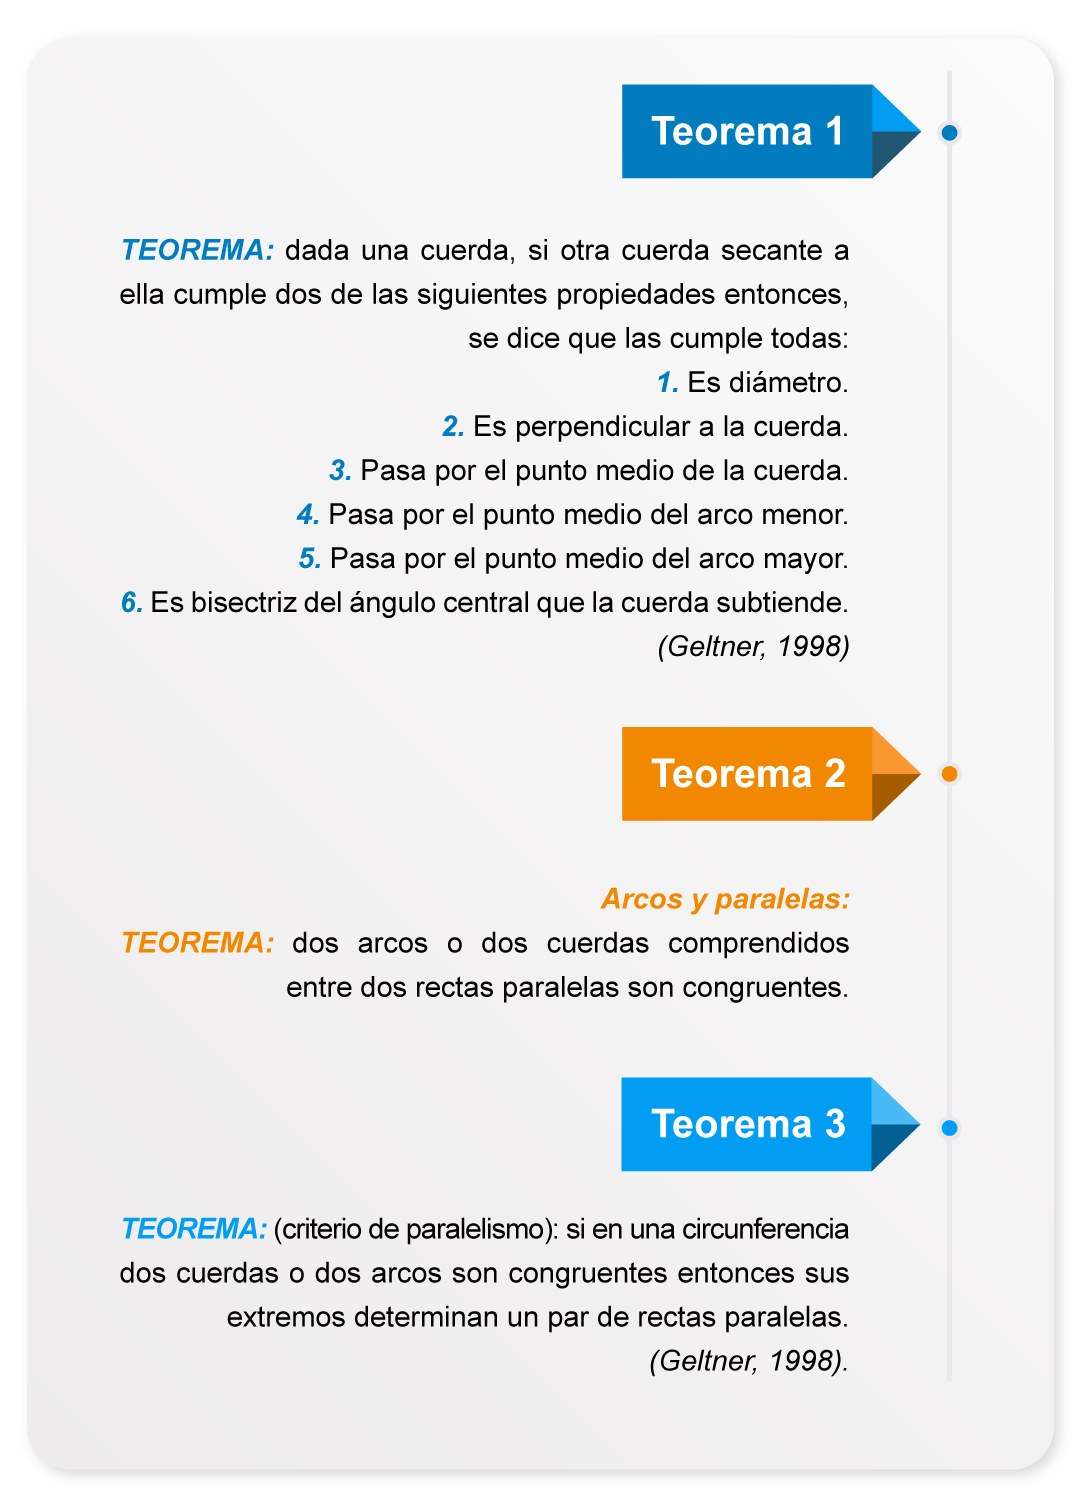 Teorema 1
TEOREMA: dada una cuerda, si otra cuerda secante a
ella cumple dos de las siguientes propiedades entonces,
se dice que las cumple todas:
1. Es diámetro.
2. Es perpendicular a la cuerda.
3. Pasa por el punto medio de la cuerda.
4. Pasa por el punto medio del arco menor.
5. Pasa por el punto medio del arco mayor.
6. Es bisectriz del ángulo central que la cuerda subtiende.
(Geltner, 1998)
Teorema 2
Arcos y paralelas:
TEOREMA: dos arcos o dos cuerdas comprendidos
entre dos rectas paralelas son congruentes.
Teorema 3
TEOREMA: (criterio de paralelismo): si en una circunferencia
dos cuerdas o dos arcos son congruentes entonces sus
extremos determinan un par de rectas paralelas.
(Geltner, 1998).